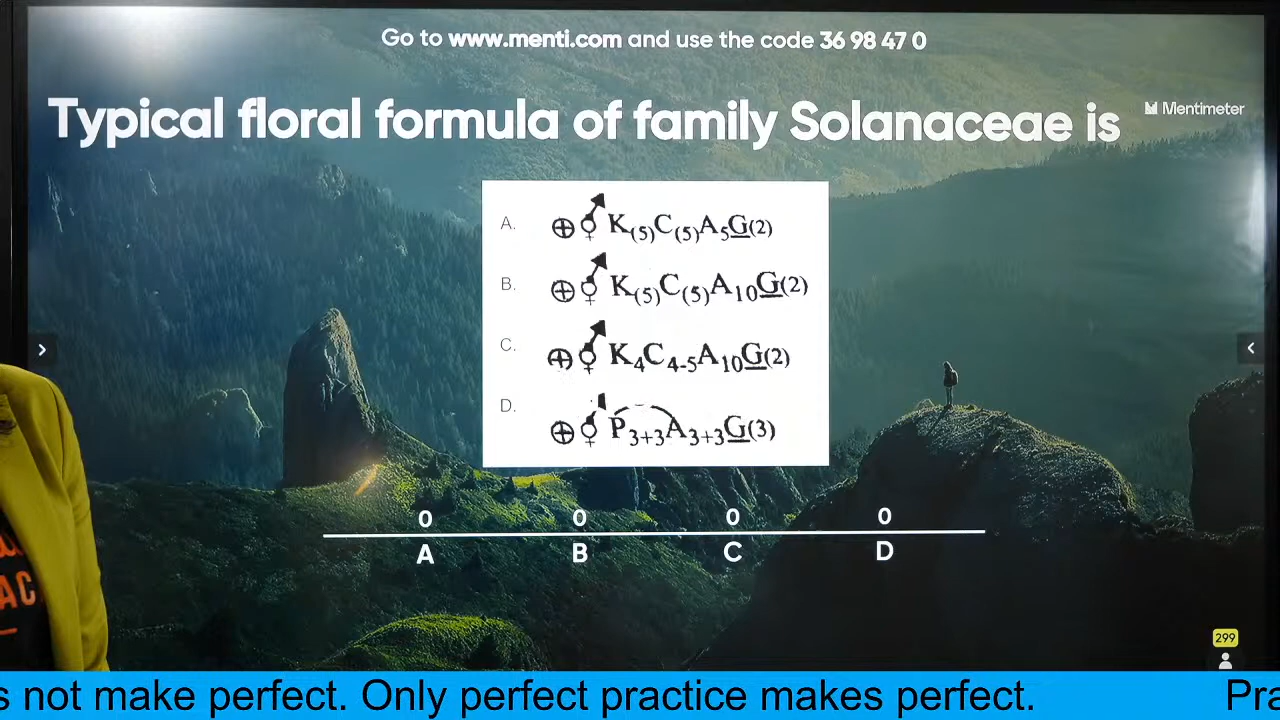 Go to www.menti.com and use the code 36 98 47 0
Typical floral formula of family Solanaceae is
Mentimeter
A. ⊕ ⚥ K(5)C(5)A5G(2)
B. ⊕ ⚥ K(5)C(5)A10G(2)
C. ⊕ ⚥ K4C4-5A10G(2)
D. ⊕ ⚥ P3+3A3+3G(3)
0 0 0 0
A B C D
AC
299
s not make perfect. Only perfect practice makes perfect. Pra